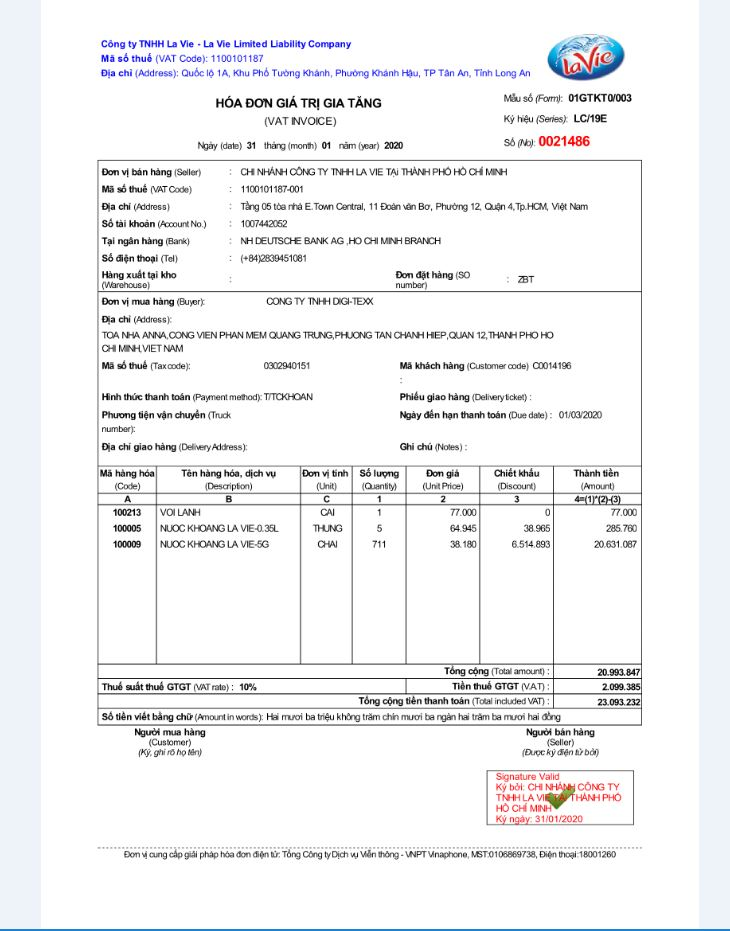 Công ty TNHH La Vie - La Vie Limited Liability Company
Mã số thuế (VAT Code): 1100101187
Địa chỉ (Address): Quốc lộ 1A, Khu Phố Tường Khánh, Phường Khánh Hậu, TP Tân An, Tỉnh Long An
LaVie
HÓA ĐƠN GIÁ TRỊ GIA TĂNG
(VAT INVOICE)
Ngày (date) 31 tháng (month) 01 năm (year) 2020
Mẫu số (Form): 01GTKT0/003
Ký hiệu (Series): LC/19E
Số (No): 0021486
Đơn vị bán hàng (Seller) : CHI NHÁNH CÔNG TY TNHH LA VIE TẠI THÀNH PHỐ HỒ CHÍ MINH
Mã số thuế (VAT Code) : 1100101187-001
Địa chỉ (Address) : Tầng 05 tòa nhá E.Town Central, 11 Đoàn văn Bơ, Phường 12, Quận 4,Tp.HCM, Việt Nam
Số tài khoản (Account No.) : 1007442052
Tại ngân hàng (Bank) : NH DEUTSCHE BANK AG ,HO CHI MINH BRANCH
Số điện thoại (Tel) : (+84)2839451081
Hàng xuất tại kho (Warehouse) : Đơn đặt hàng (SO number) : ZBT
Đơn vị mua hàng (Buyer): CONG TY TNHH DIGI-TEXX
Địa chỉ (Address):
TOA NHA ANNA,CONG VIEN PHAN MEM QUANG TRUNG,PHUONG TAN CHANH HIEP,QUAN 12,THANH PHO HO
CHI MINH,VIET NAM
Mã số thuế (Tax code): 0302940151 Mã khách hàng (Customer code) C0014196
:
Hình thức thanh toán (Payment method): T/TCKHOAN Phiếu giao hàng (Delivery ticket) :
Phương tiện vận chuyển (Truck number): Ngày đến hạn thanh toán (Due date) : 01/03/2020
Địa chỉ giao hàng (Delivery Address): Ghi chú (Notes) :
Mã hàng hóa Tên hàng hóa, dịch vụ Đơn vị tính Số lượng Đơn giá Chiết khấu Thành tiền
(Code) (Description) (Unit) (Quantity) (Unit Price) (Discount) (Amount)
A B C 1 2 3 4=(1)*(2)-(3)
100213 VOI LANH CAI 1 77.000 0 77.000
100005 NUOC KHOANG LA VIE-0.35L THUNG 5 64.945 38.965 285.760
100009 NUOC KHOANG LA VIE-5G CHAI 711 38.180 6.514.893 20.631.087
Tổng cộng (Total amount) : 20.993.847
Thuế suất thuế GTGT (VAT rate) : 10% Tiền thuế GTGT (V.A.T) : 2.099.385
Tổng cộng tiền thanh toán (Total included VAT) : 23.093.232
Số tiền viết bằng chữ (Amount in words): Hai mươi ba triệu không trăm chín mươi ba ngàn hai trăm ba mươi hai đồng
Người mua hàng Người bán hàng
(Customer) (Seller)
(Ký, ghi rõ họ tên) (Được ký điện tử bởi)
Signature Valid
Ký bởi: CHI NHÁNH CÔNG TY
TNHH LA VIE TẠI THÀNH PHỐ
HỒ CHÍ MINH
Ký ngày: 31/01/2020
Đơn vị cung cấp giải pháp hóa đơn điện tử: Tổng Công ty Dịch vụ Viễn thông - VNPT Vinaphone, MST:0106869738, Điện thoại:18001260